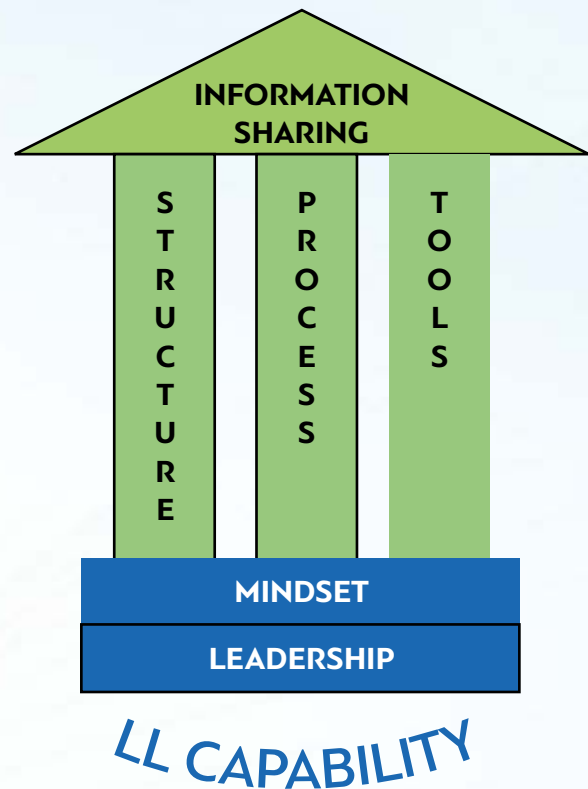 INFORMATION
SHARING
STRUCTURE
PROCESS
TOOLS
MINDSET
LEADERSHIP
LL CAPABILITY